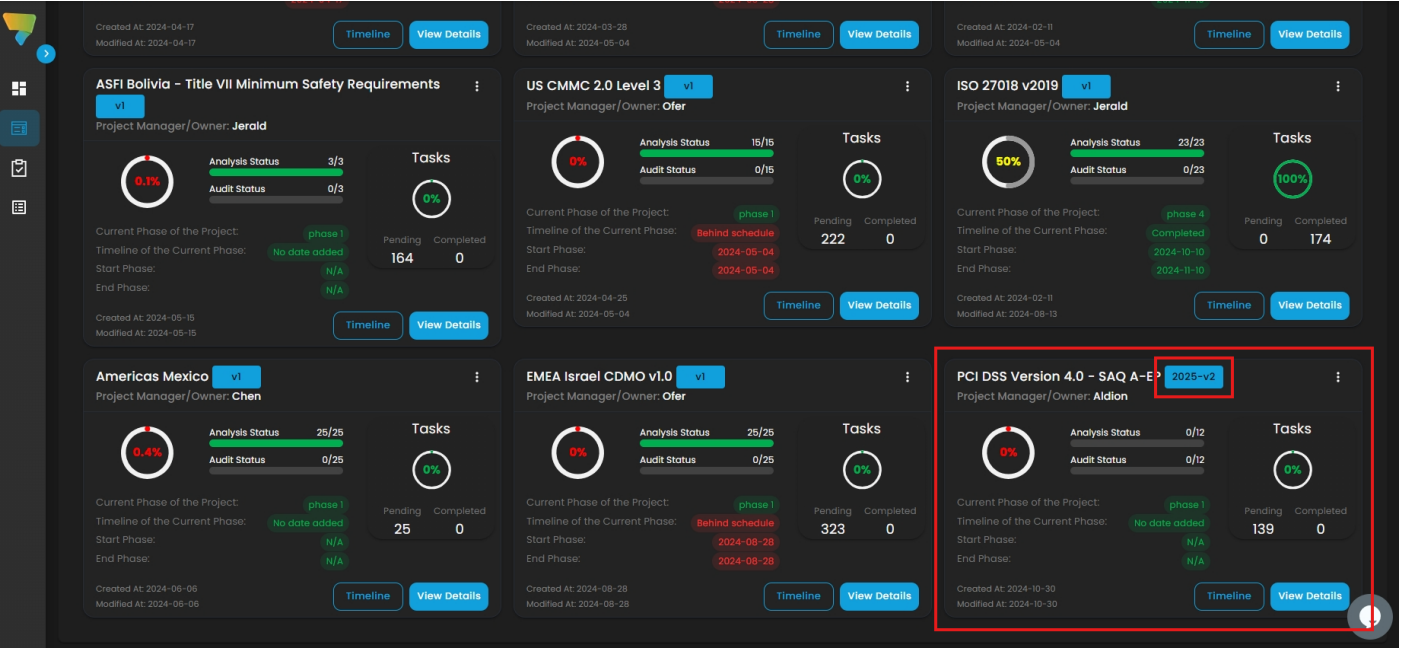 Created At: 2024-04-17
Modified At: 2024-04-17
Timeline
View Details
Created At: 2024-03-28
Modified At: 2024-05-04
Timeline
View Details
Created At: 2024-02-11
Modified At: 2024-05-04
Timeline
View Details
ASFI Bolivia - Title VII Minimum Safety Requirements
v1
Project Manager/Owner: Jerald
0.1%
Analysis Status 3/3
Audit Status 0/3
Tasks
0%
Current Phase of the Project: phase 1
Timeline of the Current Phase: No date added
Start Phase: N/A
End Phase: N/A
Pending Completed
164 0
Created At: 2024-05-15
Modified At: 2024-05-15
Timeline
View Details
US CMMC 2.0 Level 3 v1
Project Manager/Owner: Ofer
0%
Analysis Status 15/15
Audit Status 0/15
Tasks
0%
Current Phase of the Project: phase 1
Timeline of the Current Phase: Behind schedule
Start Phase: 2024-05-04
End Phase: 2024-05-04
Pending Completed
222 0
Created At: 2024-04-25
Modified At: 2024-05-04
Timeline
View Details
ISO 27018 v2019 v1
Project Manager/Owner: Jerald
50%
Analysis Status 23/23
Audit Status 0/23
Tasks
100%
Current Phase of the Project: phase 4
Timeline of the Current Phase: Completed
Start Phase: 2024-10-10
End Phase: 2024-11-10
Pending Completed
0 174
Created At: 2024-02-11
Modified At: 2024-08-13
Timeline
View Details
Americas Mexico v1
Project Manager/Owner: Chen
0.4%
Analysis Status 25/25
Audit Status 0/25
Tasks
0%
Current Phase of the Project: phase 1
Timeline of the Current Phase: No date added
Start Phase: N/A
End Phase: N/A
Pending Completed
25 0
Created At: 2024-06-06
Modified At: 2024-06-06
Timeline
View Details
EMEA Israel CDMO v1.0 v1
Project Manager/Owner: Ofer
0%
Analysis Status 25/25
Audit Status 0/25
Tasks
0%
Current Phase of the Project: phase 1
Timeline of the Current Phase: Behind schedule
Start Phase: 2024-08-28
End Phase: 2024-08-28
Pending Completed
323 0
Created At: 2024-08-28
Modified At: 2024-08-28
Timeline
View Details
PCI DSS Version 4.0 - SAQ A-EP 2025-v2
Project Manager/Owner: Aldion
0%
Analysis Status 0/12
Audit Status 0/12
Tasks
0%
Current Phase of the Project: phase 1
Timeline of the Current Phase: No date added
Start Phase: N/A
End Phase: N/A
Pending Completed
139 0
Created At: 2024-10-30
Modified At: 2024-10-30
Timeline
View Details